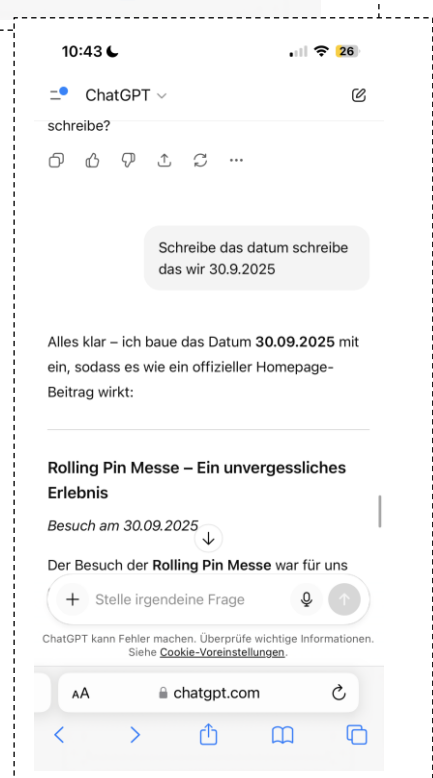 10:43
26
ChatGPT
schreibe?
Schreibe das datum schreibe
das wir 30.9.2025
Alles klar – ich baue das Datum 30.09.2025 mit
ein, sodass es wie ein offizieller Homepage-
Beitrag wirkt:
Rolling Pin Messe – Ein unvergessliches
Erlebnis
Besuch am 30.09.2025
Der Besuch der Rolling Pin Messe war für uns
Stelle irgendeine Frage
ChatGPT kann Fehler machen. Überprüfe wichtige Informationen.
Siehe Cookie-Voreinstellungen.
AA
chatgpt.com